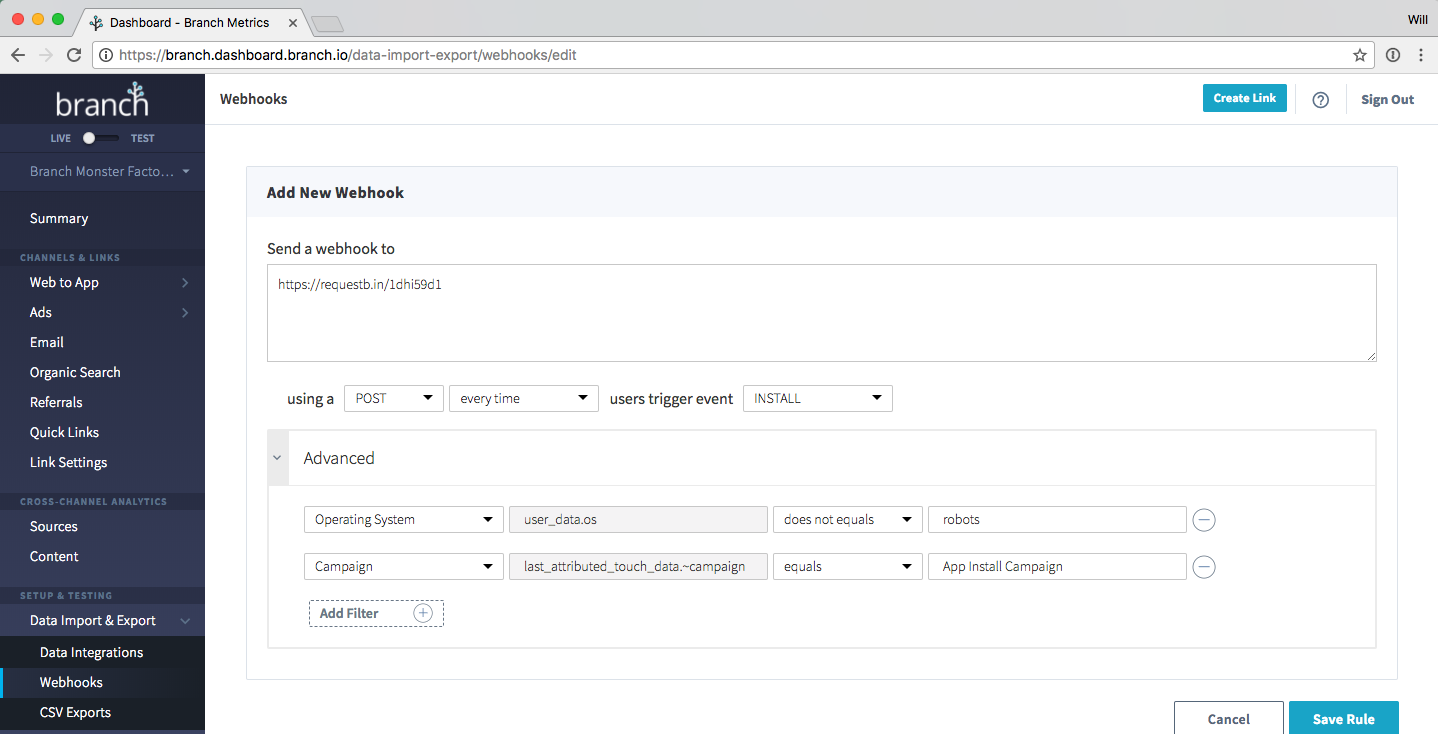 Dashboard - Branch Metrics
Will
https://branch.dashboard.branch.io/data-import-export/webhooks/edit
branch
LIVE TEST
Branch Monster Facto...
Summary
CHANNELS & LINKS
Web to App
Ads
Email
Organic Search
Referrals
Quick Links
Link Settings
CROSS-CHANNEL ANALYTICS
Sources
Content
SETUP & TESTING
Data Import & Export
Data Integrations
Webhooks
CSV Exports
Webhooks
Create Link
Sign Out
Add New Webhook
Send a webhook to
https://requestb.in/1dhi59d1
using a POST every time users trigger event INSTALL
Advanced
Operating System user_data.os does not equals robots
Campaign last_attributed_touch_data.~campaign equals App Install Campaign
Add Filter
Cancel Save Rule